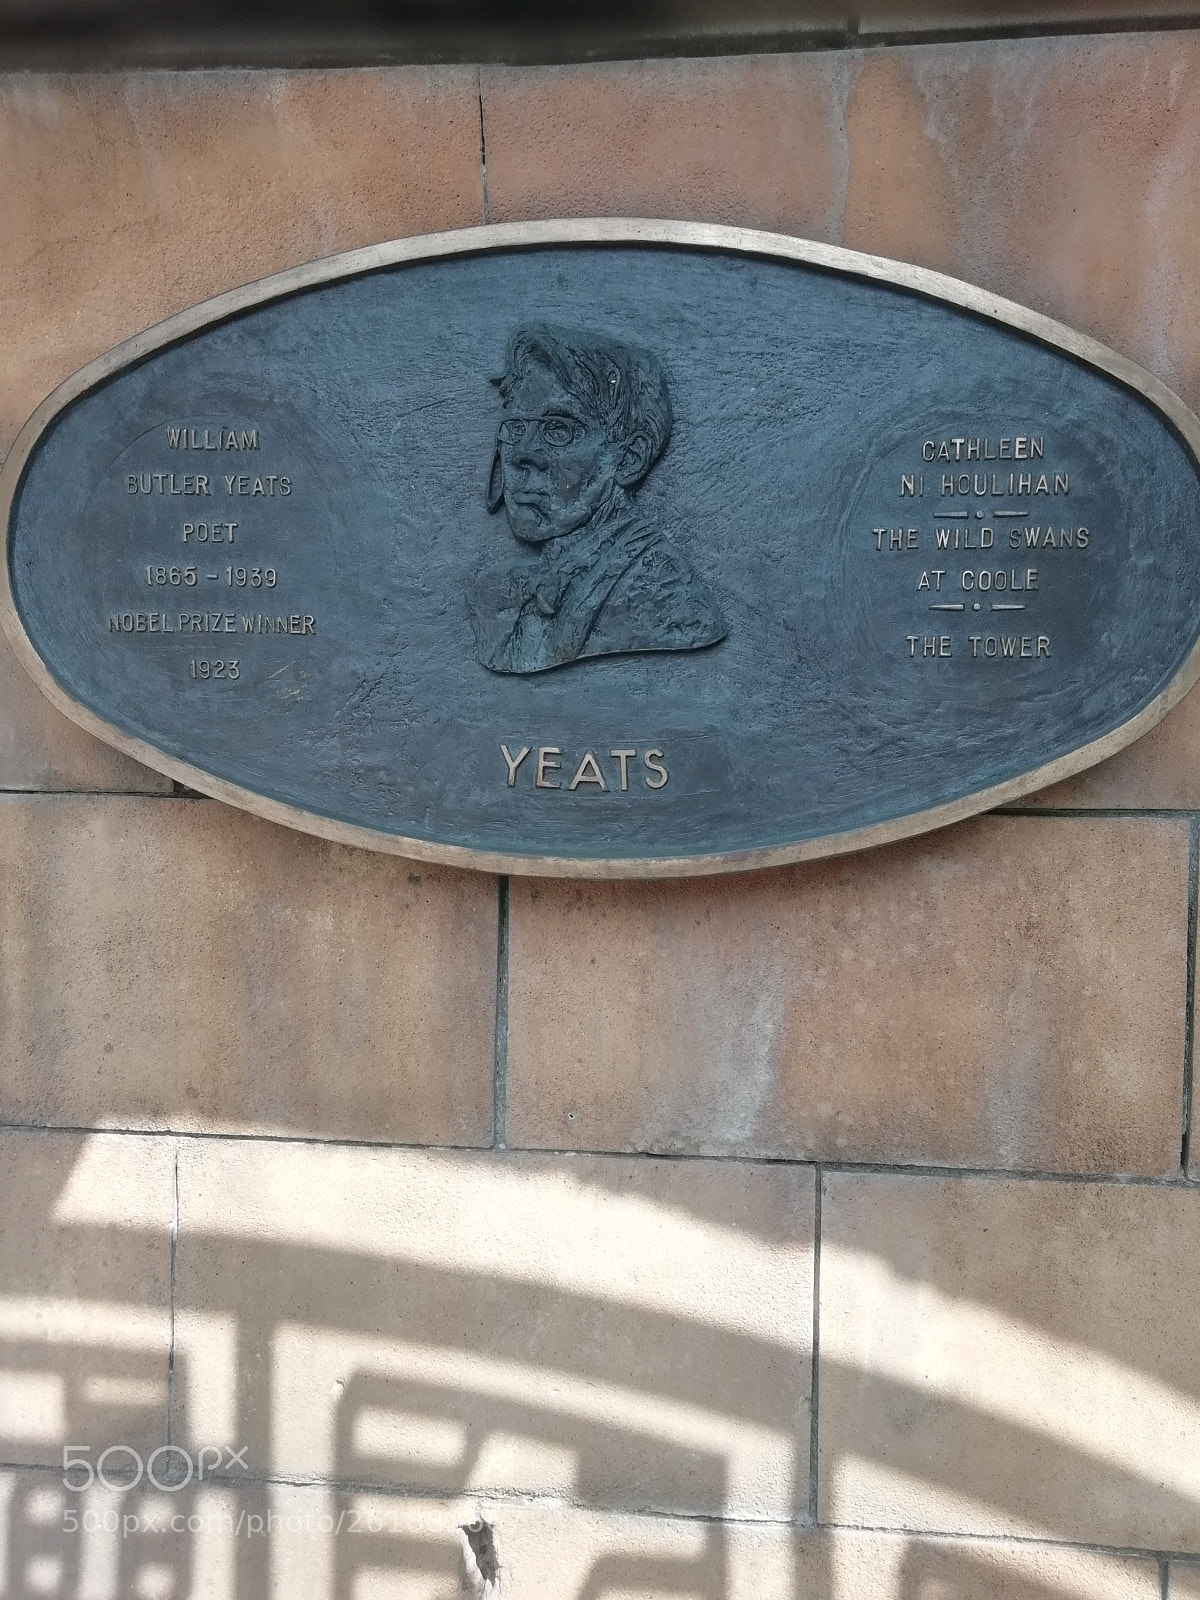 WILLIAM
BUTLER YEATS
POET
1865 - 1939
NOBEL PRIZE WINNER
1923
CATHLEEN
NI HOULIHAN
THE WILD SWANS
AT COOLE
THE TOWER
YEATS
500px